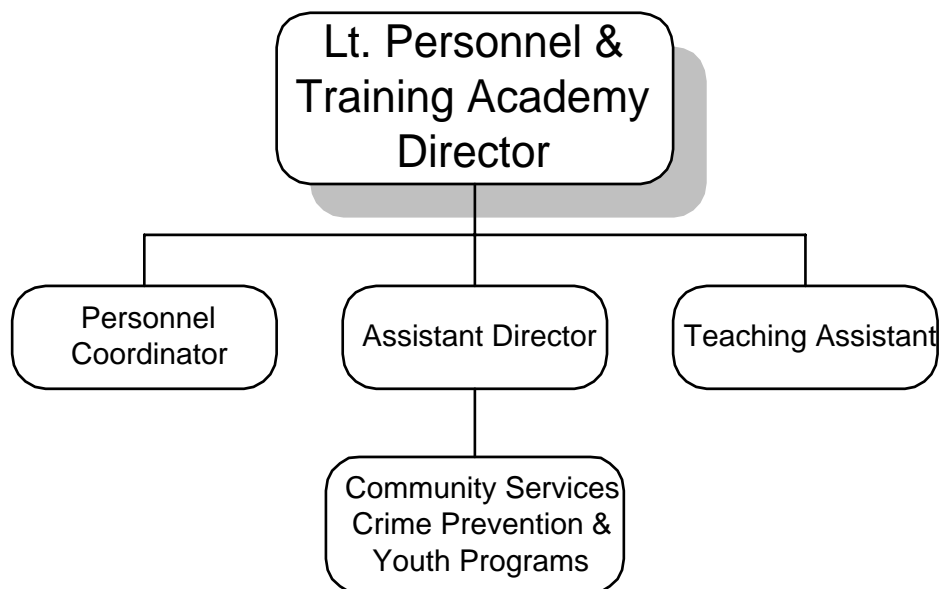 Lt. Personnel &
Training Academy
Director
Personnel
Coordinator
Assistant Director
Teaching Assistant
Community Services
Crime Prevention &
Youth Programs